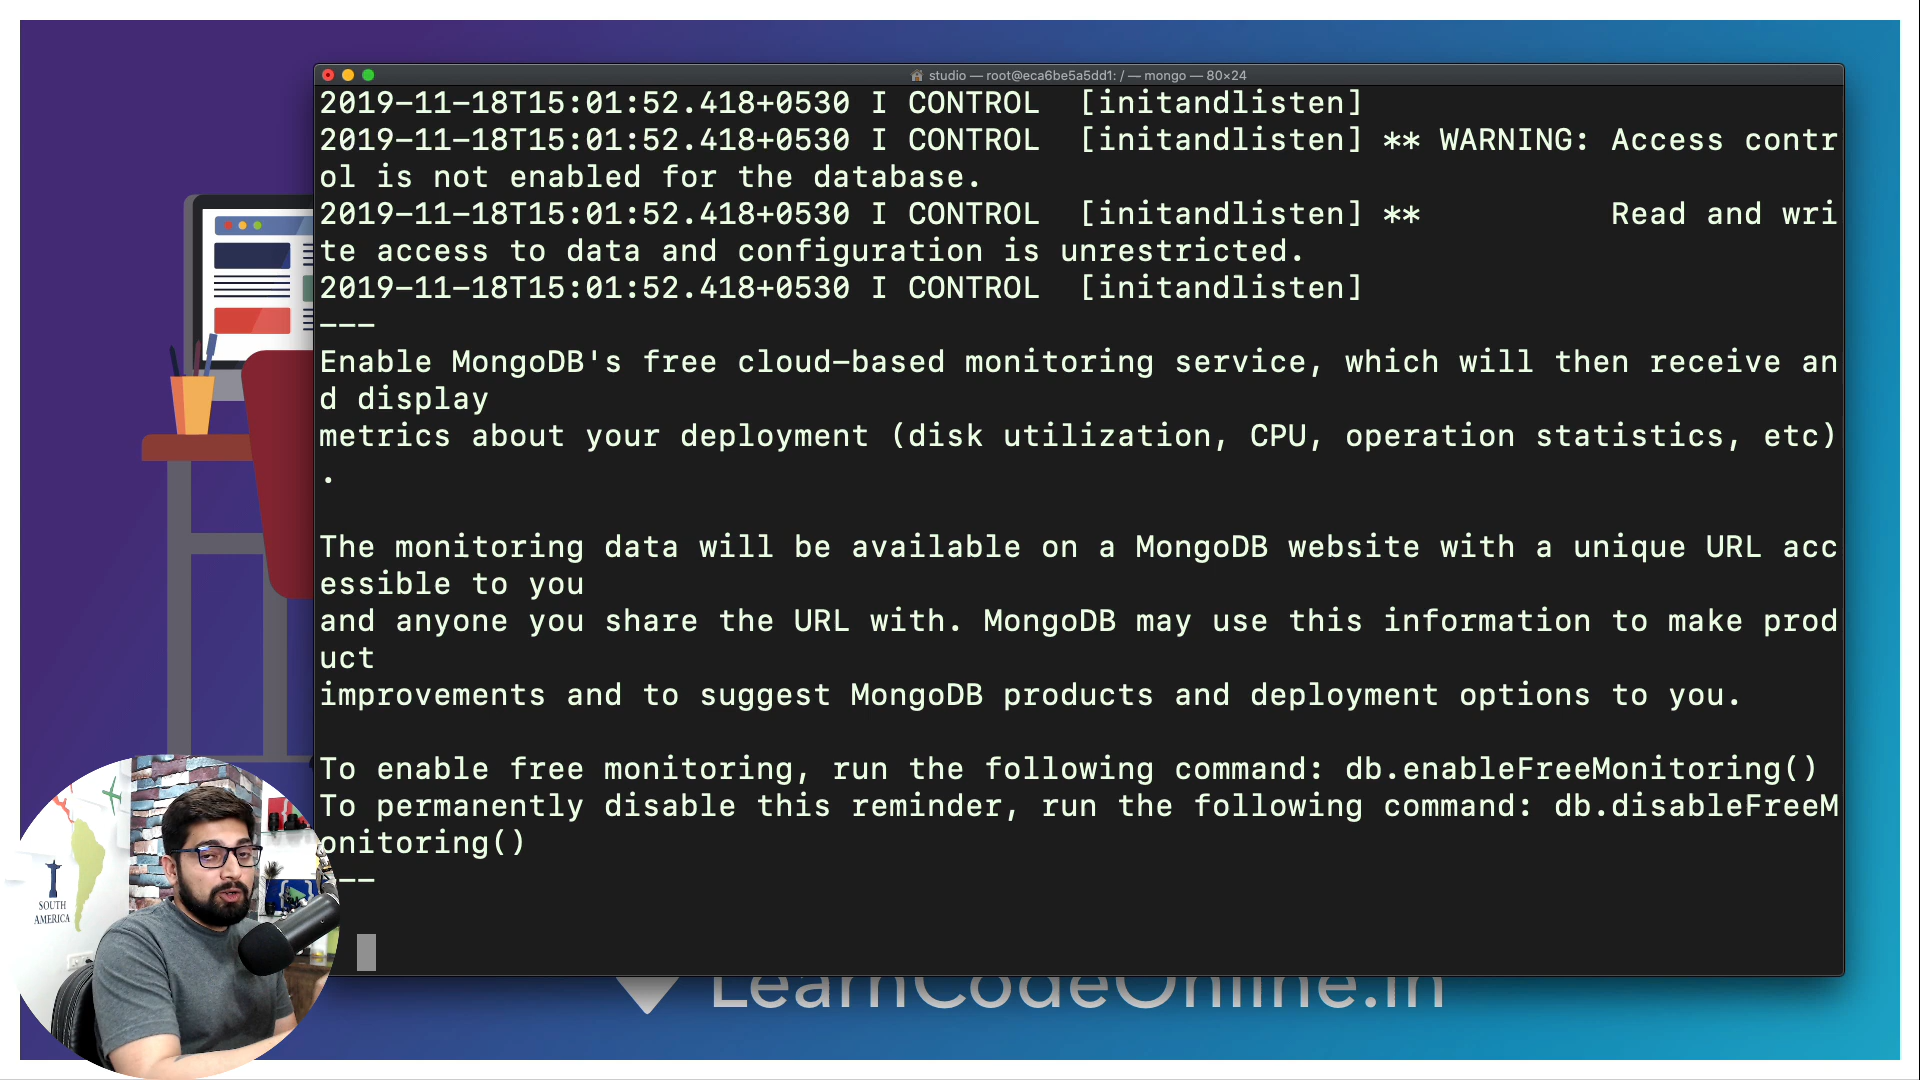 studio — root@eca6be5a5dd1: / — mongo — 80×24
2019-11-18T15:01:52.418+0530 I CONTROL  [initandlisten]
2019-11-18T15:01:52.418+0530 I CONTROL  [initandlisten] ** WARNING: Access contr
ol is not enabled for the database.
2019-11-18T15:01:52.418+0530 I CONTROL  [initandlisten] **          Read and wri
te access to data and configuration is unrestricted.
2019-11-18T15:01:52.418+0530 I CONTROL  [initandlisten]
---
Enable MongoDB's free cloud-based monitoring service, which will then receive an
d display
metrics about your deployment (disk utilization, CPU, operation statistics, etc)
.
The monitoring data will be available on a MongoDB website with a unique URL acc
essible to you
and anyone you share the URL with. MongoDB may use this information to make prod
uct
improvements and to suggest MongoDB products and deployment options to you.
To enable free monitoring, run the following command: db.enableFreeMonitoring()
To permanently disable this reminder, run the following command: db.disableFreeM
onitoring()
---
SOUTH
AMERICA
LearnCodeOnline.in